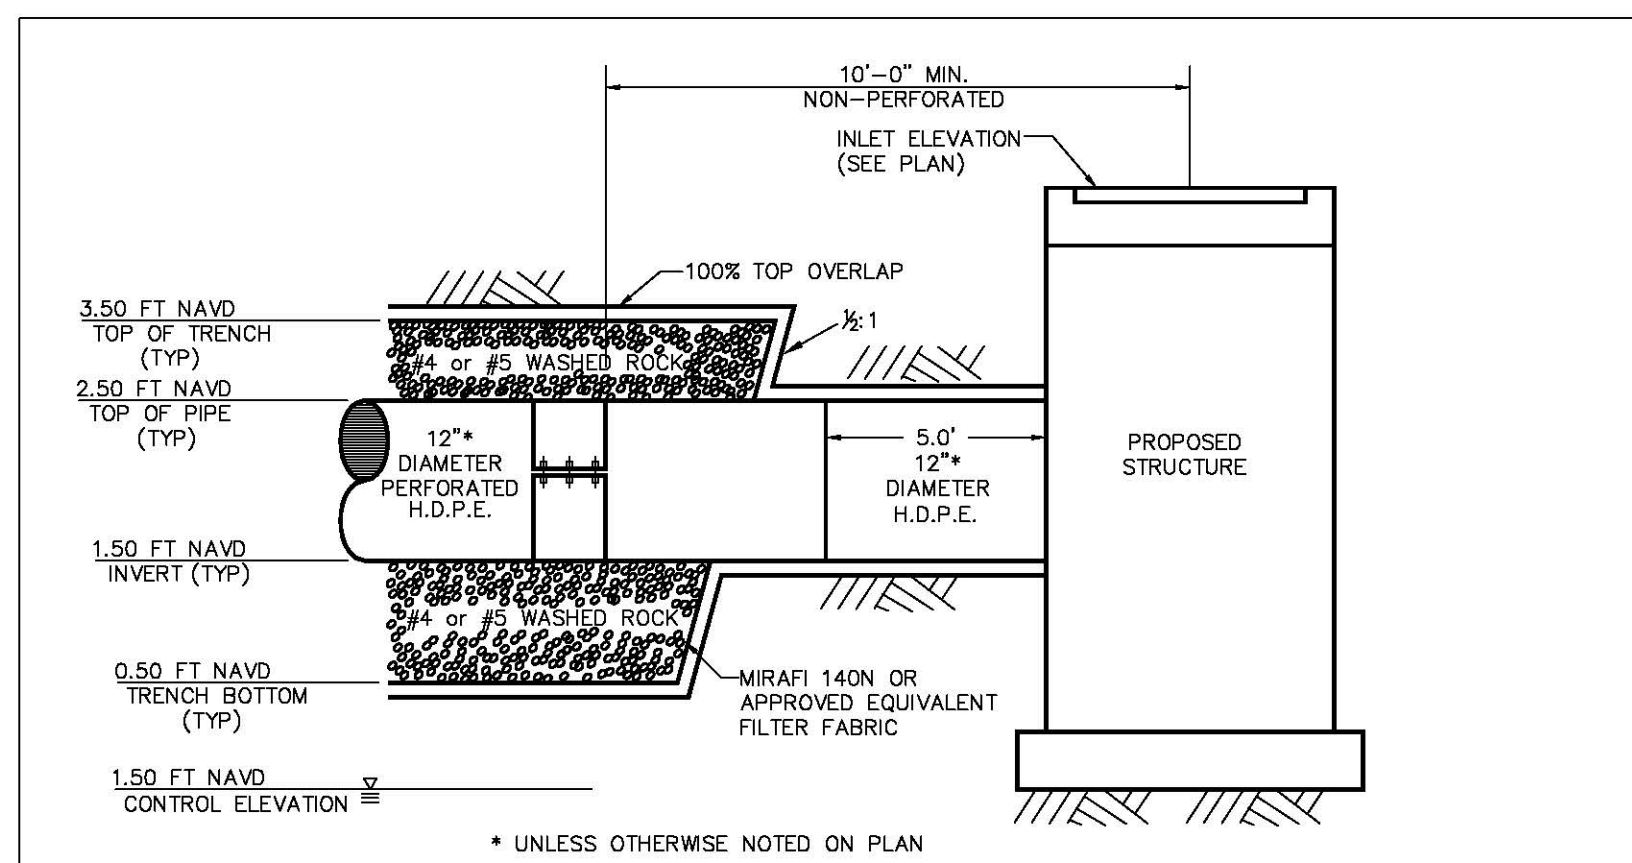 10'-0" MIN.
NON-PERFORATED
INLET ELEVATION
(SEE PLAN)
100% TOP OVERLAP
3.50 FT NAVD
TOP OF TRENCH
(TYP)
½:1
#4 or #5 WASHED ROCK
2.50 FT NAVD
TOP OF PIPE
(TYP)
12"*
DIAMETER
PERFORATED
H.D.P.E.
5.0'
12"*
DIAMETER
H.D.P.E.
PROPOSED
STRUCTURE
1.50 FT NAVD
INVERT (TYP)
#4 or #5 WASHED ROCK
0.50 FT NAVD
TRENCH BOTTOM
(TYP)
MIRAFI 140N OR
APPROVED EQUIVALENT
FILTER FABRIC
1.50 FT NAVD
CONTROL ELEVATION
* UNLESS OTHERWISE NOTED ON PLAN